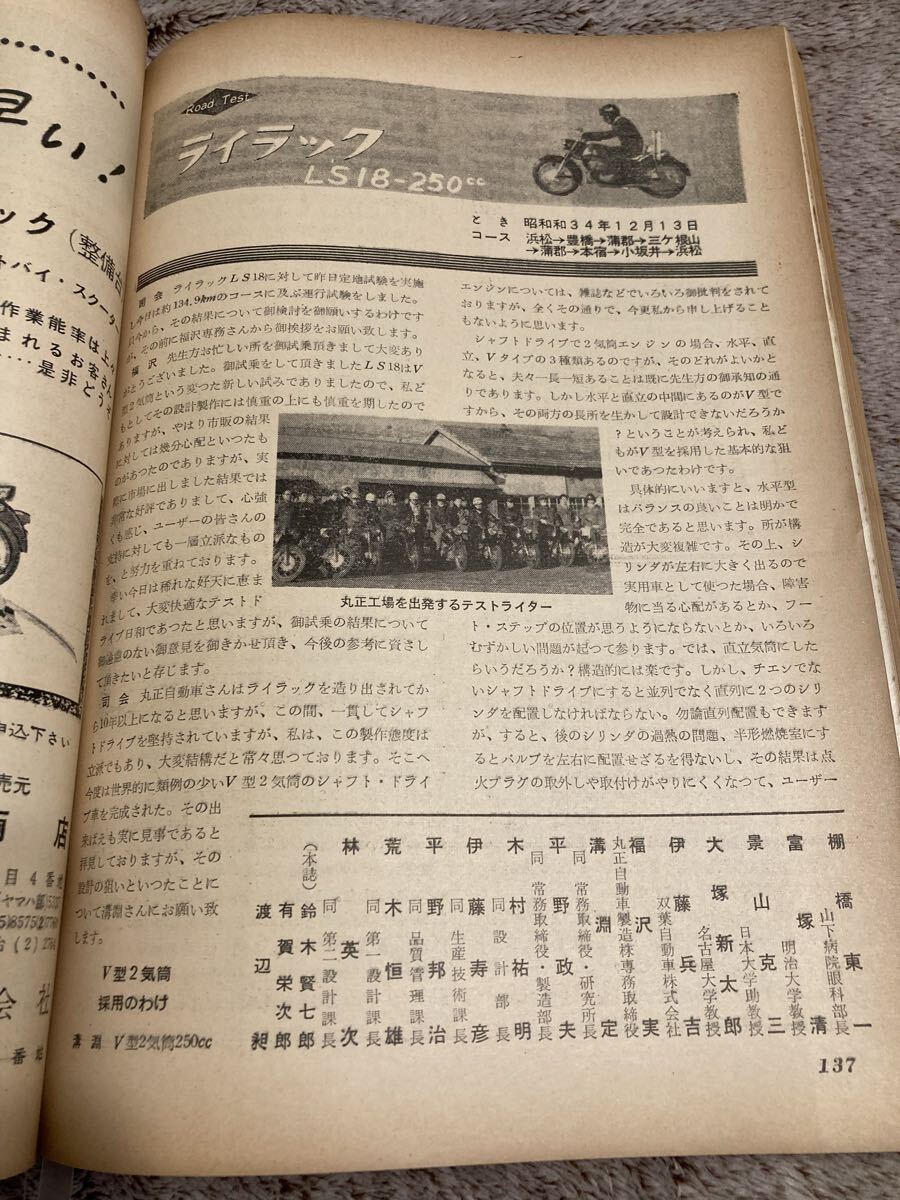 早い!
ック(整備台
トバイ・スクーター
作業能率は上
まれるお客さん
……是非どう
申込下さい
売元
商店
目4番地
会社
番地
Road Test
ライラック
LS18-250cc
とき 昭和和34年12月13日
コース 浜松→豊橋→蒲郡→三ケ根山
→蒲郡→本宿→小坂井→浜松
司会 ライラックLS18に対して昨日定地試験を実施
し今日は約134.9kmのコースに及ぶ運行試験をしました。
只今から、その結果について御検討を御願いするわけです
が、その前に福沢専務さんから御挨拶をお願い致します。
福沢 先生方お忙しい所を御試乗頂きまして大変あり
がとうございました。御試乗をして頂きましたLS18はV
型2気筒という変つた新しい試みでありましたので、私ど
もとしてその設計製作には慎重の上にも慎重を期したので
ありますが、やはり市販の結果
に対しては幾分心配といつたも
のがあつたのでありますが、実
際に市場に出しました結果では
非常な好評でありまして、心強
くも感じ、ユーザーの皆さんの
支持に対しても一層立派なもの
を、と努力を重ねております。
幸い今日は稀れな好天に恵ま
れまして、大変快適なテストド
ライブ日和であつたと思いますが、御試乗の結果について
御遠慮のない御意見を御きかせ頂き、今後の参考に資さし
て頂きたいと存じます。
司会 丸正自動車さんはライラックを造り出されてか
ら10年以上になると思いますが、この間、一貫してシャフ
トドライブを堅持されていますが、私は、この製作態度は
立派でもあり、大変結構だと常々思つております。そこへ
今度は世界的に類例の少いV型2気筒のシャフト・ドライ
ブ車を完成された。その出
来ばえも実に見事であると
拝見しておりますが、その
設計の狙いといつたことに
ついて溝淵さんにお願い致
します。
V型2気筒
採用のわけ
溝淵 V型2気筒250cc
丸正工場を出発するテストライター
エンジンについては、雑誌などでいろいろ御批判をされて
おりますが、全くその通りで、今更私から申し上げること
もないように思います。
シャフトドライブで2気筒エンジンの場合、水平、直
立、Vタイプの3種類あるのですが、そのどれがよいかと
なると、夫々一長一短あることは既に先生方の御承知の通
りであります。しかし水平と直立の中間にあるのがV型で
すから、その両方の長所を生かして設計できないだろうか
?ということが考えられ、私ど
もがV型を採用した基本的な狙
いであつたわけです。
具体的にいいますと、水平型
はバランスの良いことは明かで
完全であると思います。所が構
造が大変複雑です。その上、シ
リンダが左右に大きく出るので
実用車として使つた場合、障害
物に当る心配があるとか、フー
ト・ステップの位置が思うようにならないとか、いろいろ
むずかしい問題が起つて参ります。では、直立気筒にした
らいうだろうか?構造的には楽です。しかし、チエンでな
いシャフトドライブにすると並列でなく直列に2つのシリ
ンダを配置しなければならない。勿論直列配置もできます
が、すると、後のシリンダの過熱の問題、半形燃焼室にす
るとバルブを左右に配置せざるを得ないし、その結果は点
火プラグの取外しや取付けがやりにくくなつて、ユーザー
棚橋東一 山下病院眼科部長
富塚清 明治大学教授
景山克三 日本大学助教授
大塚新太郎 名古屋大学教授
伊藤兵吉 双葉自動車株式会社
福沢実 丸正自動車製造株専務取締役
溝淵定 同 常務取締役・研究所長
平野政夫 同 常務取締役・製造部長
木村祐明 同 設計部長
伊藤寿彦 同 生産技術課長
平野邦治 同 品質管理課長
荒木恒雄 同 第一設計課長
林英次 同 第二設計課長
(本誌) 鈴木賢七郎
有賀栄次郎
渡辺昶
137